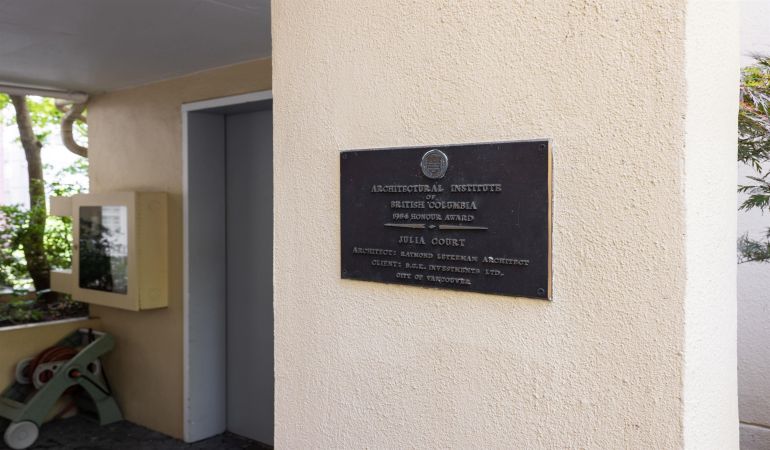 ARCHITECTURAL INSTITUTE
OF
BRITISH COLUMBIA
1984 HONOUR AWARD
JULIA COURT
ARCHITECT: RAYMOND LETKEMAN ARCHITECT
CLIENT: INVESTMENTS LTD.
CITY OF VANCOUVER